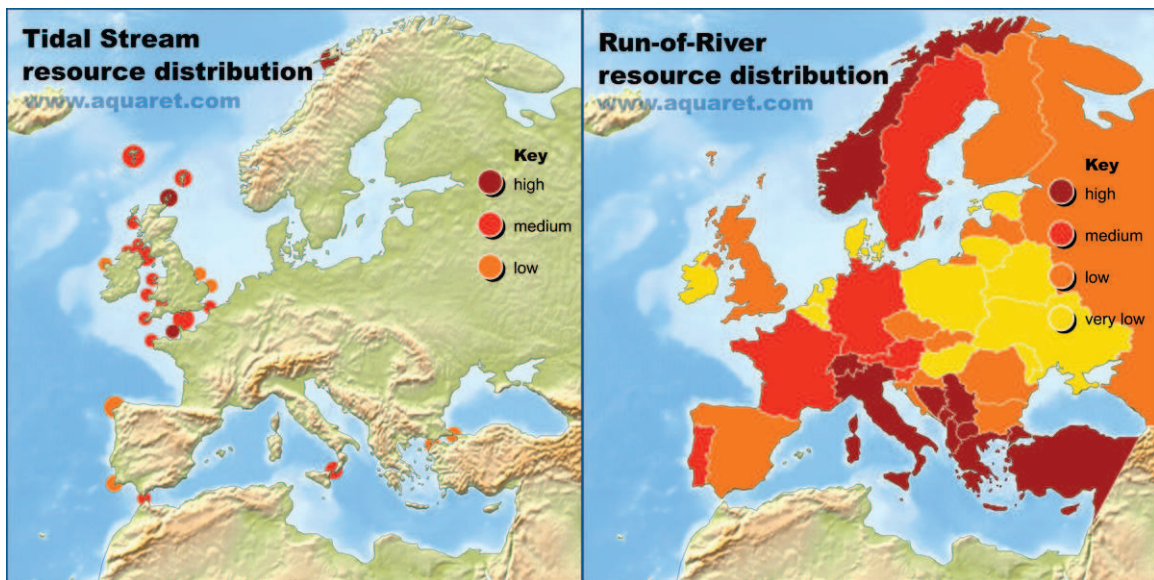 Tidal Stream
resource distribution
www.aquaret.com
Key
high
medium
low
Run-of-River
resource distribution
www.aquaret.com
Key
high
medium
low
very low